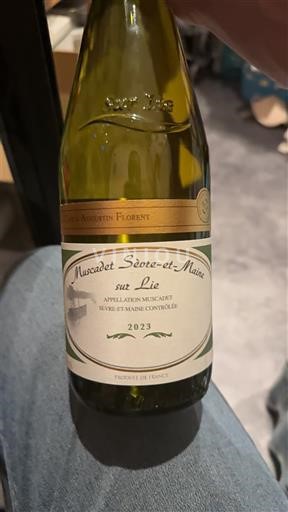 sur lie
Augustin Florent
Muscadet Sèvre-et-Maine
sur Lie
APPELLATION MUSCADET
SÈVRE-ET-MAINE CONTRÔLÉE
2023
PRODUIT DE FRANCE